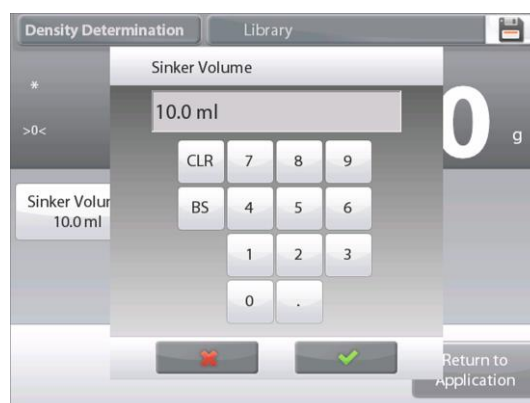 Density Determination
Library
Sinker Volume
*
10.0 ml
0
>0<
g
CLR 7 8 9
Sinker Volur
10.0 ml
BS 4 5 6
1 2 3
0 .
Return to
Application